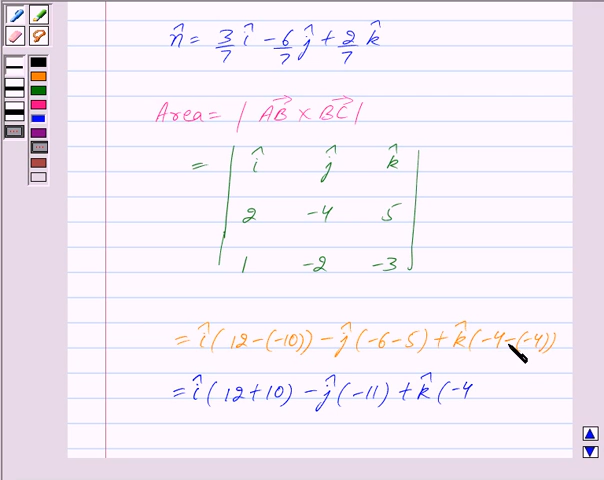 n̂ = 3/7 î - 6/7 ĵ + 2/7 k̂
Area = | AB⃗ × BC⃗ |
= | î ĵ k̂ |
2 -4 5
1 -2 -3
= î ( 12 - (-10)) - ĵ (-6 - 5) + k̂ (-4 - (-4))
= î ( 12 + 10) - ĵ (-11) + k̂ (-4